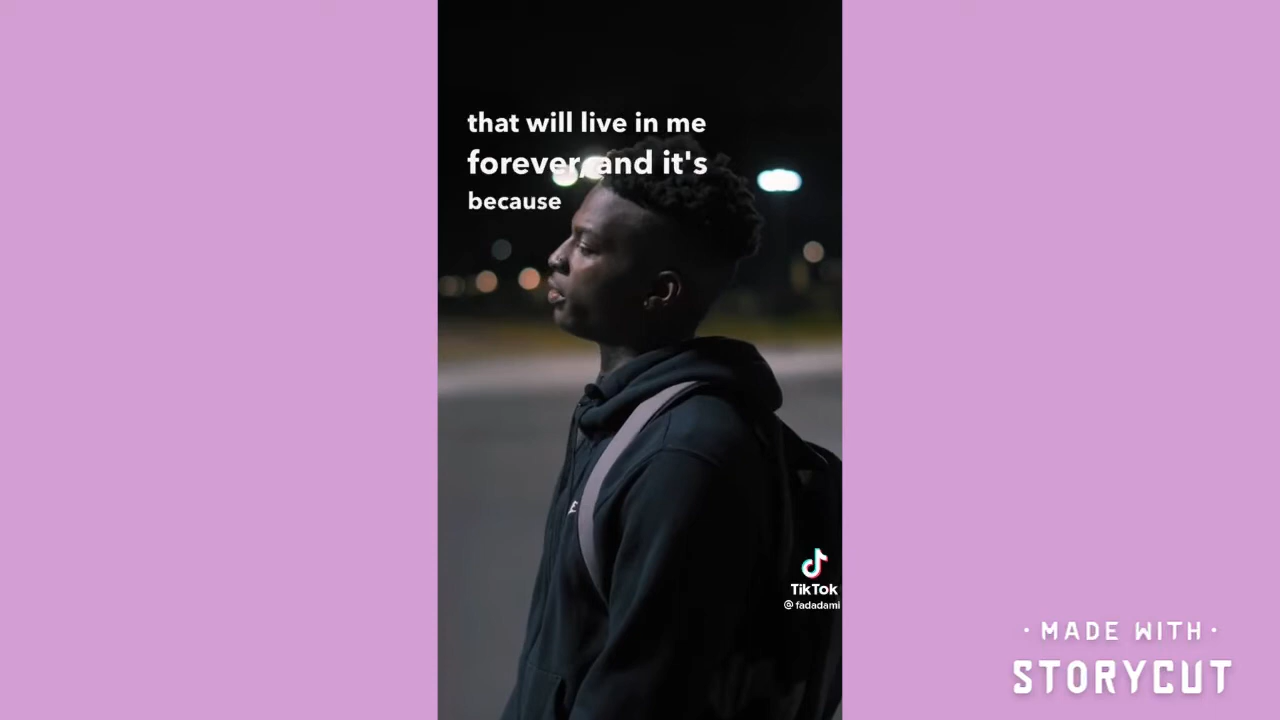 that will live in me
forever, and it's
because
TikTok
@fadadami
· MADE WITH ·
STORYCUT